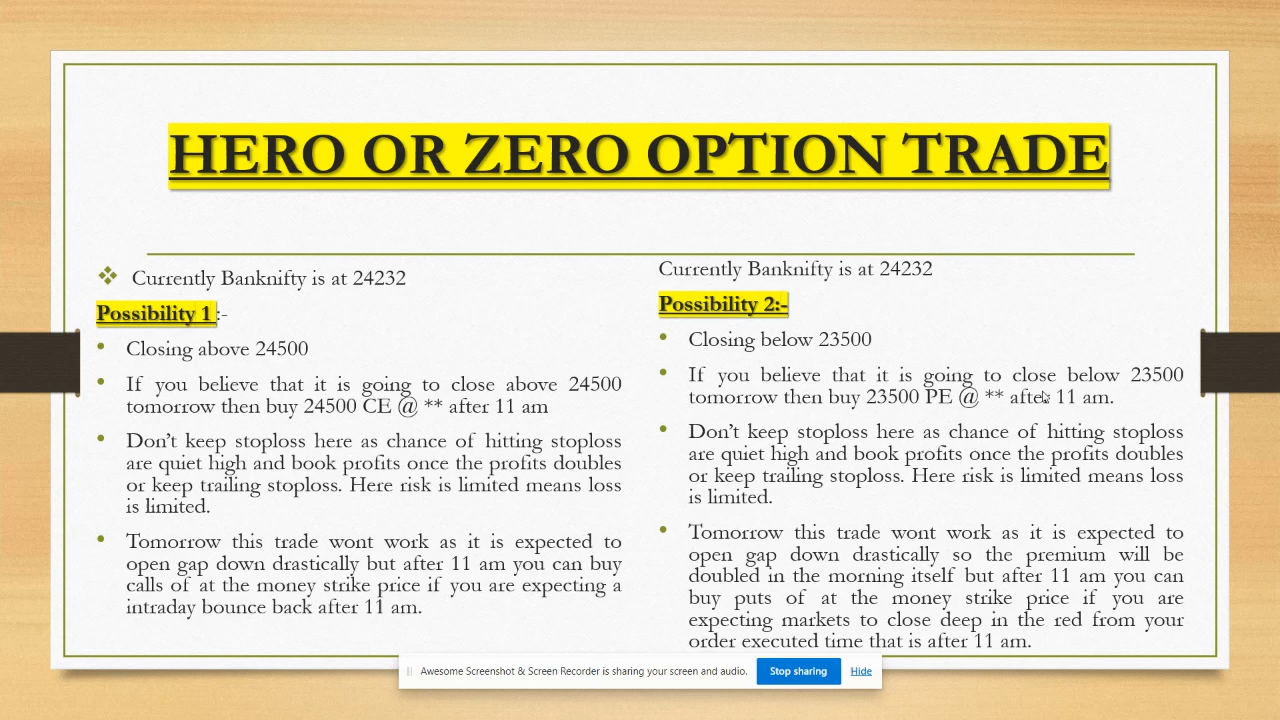 HERO OR ZERO OPTION TRADE
Currently Banknifty is at 24232
Possibility 1 :-
Closing above 24500
If you believe that it is going to close above 24500
tomorrow then buy 24500 CE @ ** after 11 am
Don't keep stoploss here as chance of hitting stoploss
are quiet high and book profits once the profits doubles
or keep trailing stoploss. Here risk is limited means loss
is limited.
Tomorrow this trade wont work as it is expected to
open gap down drastically but after 11 am you can buy
calls of at the money strike price if you are expecting a
intraday bounce back after 11 am.
Currently Banknifty is at 24232
Possibility 2:-
Closing below 23500
If you believe that it is going to close below 23500
tomorrow then buy 23500 PE @ ** after 11 am.
Don't keep stoploss here as chance of hitting stoploss
are quiet high and book profits once the profits doubles
or keep trailing stoploss. Here risk is limited means loss
is limited.
Tomorrow this trade wont work as it is expected to
open gap down drastically so the premium will be
doubled in the morning itself but after 11 am you can
buy puts of at the money strike price if you are
expecting markets to close deep in the red from your
order executed time that is after 11 am.
Awesome Screenshot & Screen Recorder is sharing your screen and audio. Stop sharing Hide